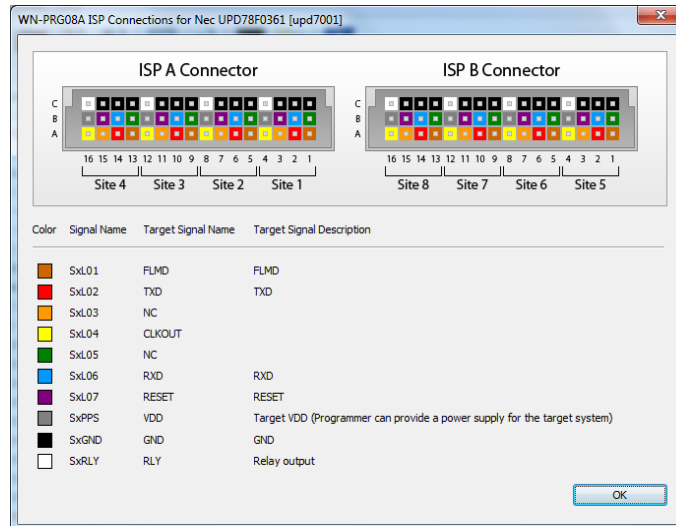 WN-PRG08A ISP Connections for Nec UPD78F0361 [upd7001]
ISP A Connector
ISP B Connector
C
B
A
16 15 14 13 12 11 10 9 8 7 6 5 4 3 2 1
Site 4 Site 3 Site 2 Site 1
C
B
A
16 15 14 13 12 11 10 9 8 7 6 5 4 3 2 1
Site 8 Site 7 Site 6 Site 5
Color Signal Name Target Signal Name Target Signal Description
SxL01 FLMD FLMD
SxL02 TXD TXD
SxL03 NC
SxL04 CLKOUT
SxL05 NC
SxL06 RXD RXD
SxL07 RESET RESET
SxPPS VDD Target VDD (Programmer can provide a power supply for the target system)
SxGND GND GND
SxRLY RLY Relay output
OK